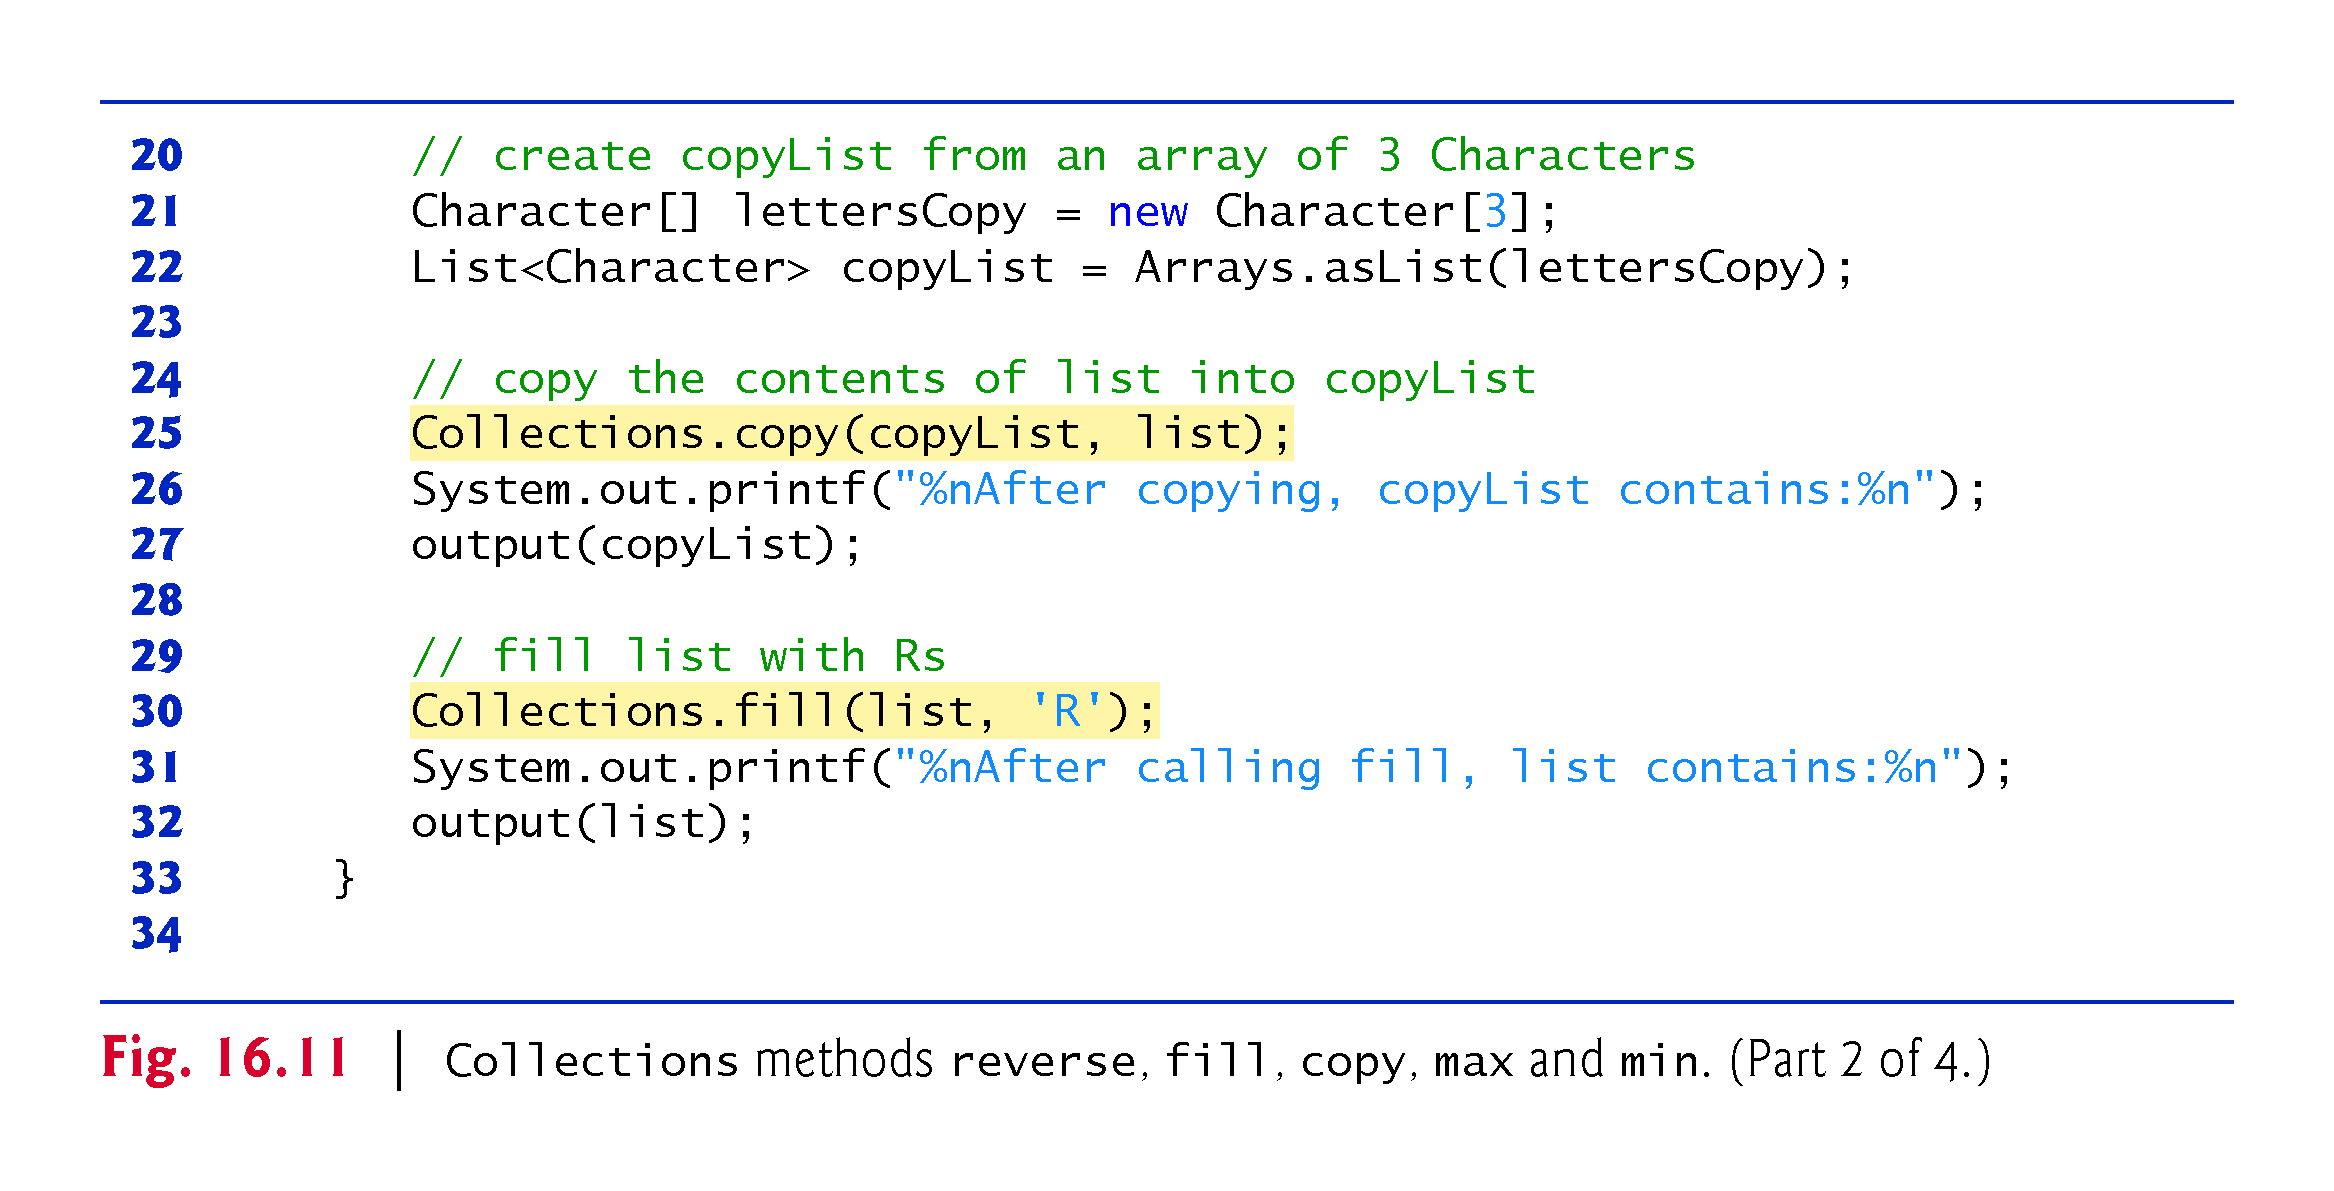 20 // create copyList from an array of 3 Characters
21 Character[] lettersCopy = new Character[3];
22 List<Character> copyList = Arrays.asList(lettersCopy);
23
24 // copy the contents of list into copyList
25 Collections.copy(copyList, list);
26 System.out.printf("%nAfter copying, copyList contains:%n");
27 output(copyList);
28
29 // fill list with Rs
30 Collections.fill(list, 'R');
31 System.out.printf("%nAfter calling fill, list contains:%n");
32 output(list);
33 }
34
Fig. 16.11 | Collections methods reverse, fill, copy, max and min. (Part 2 of 4.)